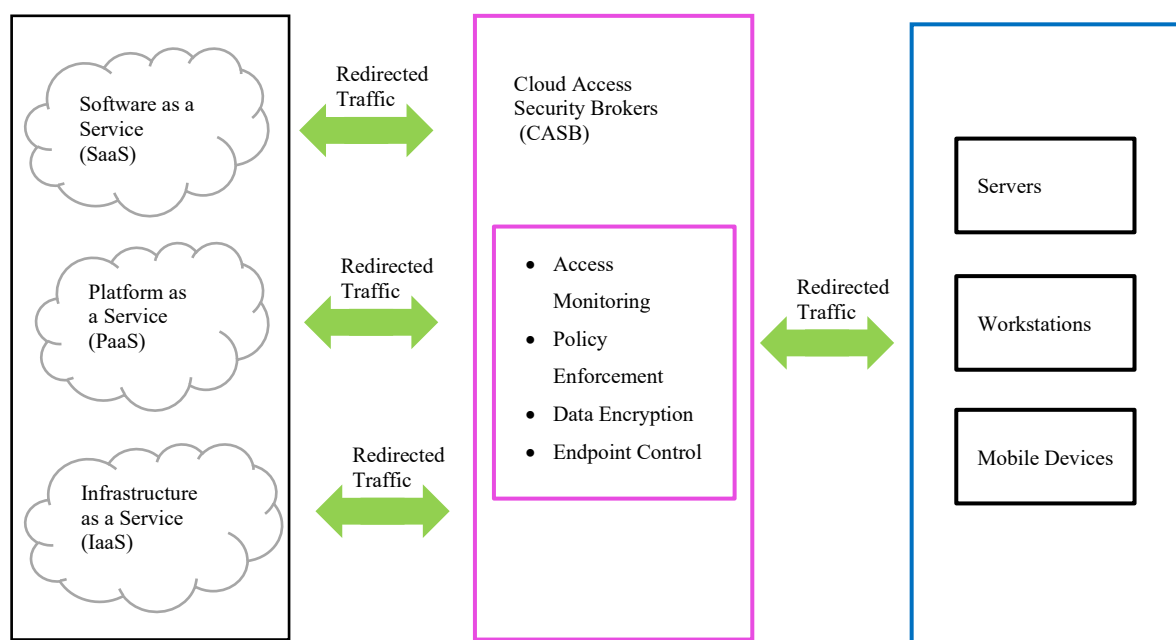 Software as a
Service
(SaaS)
Platform as
a Service
(PaaS)
Infrastructure
as a Service
(IaaS)
Redirected
Traffic
Redirected
Traffic
Redirected
Traffic
Cloud Access
Security Brokers
(CASB)
• Access
Monitoring
• Policy
Enforcement
• Data Encryption
• Endpoint Control
Redirected
Traffic
Servers
Workstations
Mobile Devices